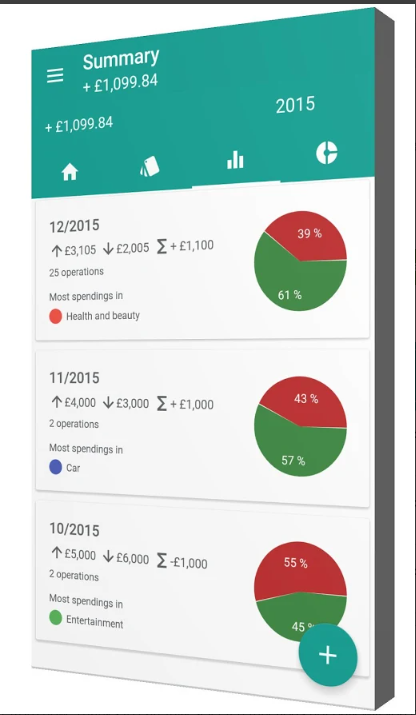 Summary
+ £1,099.84
+ £1,099.84
2015
12/2015
£3,105 £2,005 Σ + £1,100
25 operations
Most spendings in
Health and beauty
39 %
61 %
11/2015
£4,000 £3,000 Σ + £1,000
2 operations
Most spendings in
Car
43 %
57 %
10/2015
£5,000 £6,000 Σ -£1,000
2 operations
Most spendings in
Entertainment
55 %
45 %
+